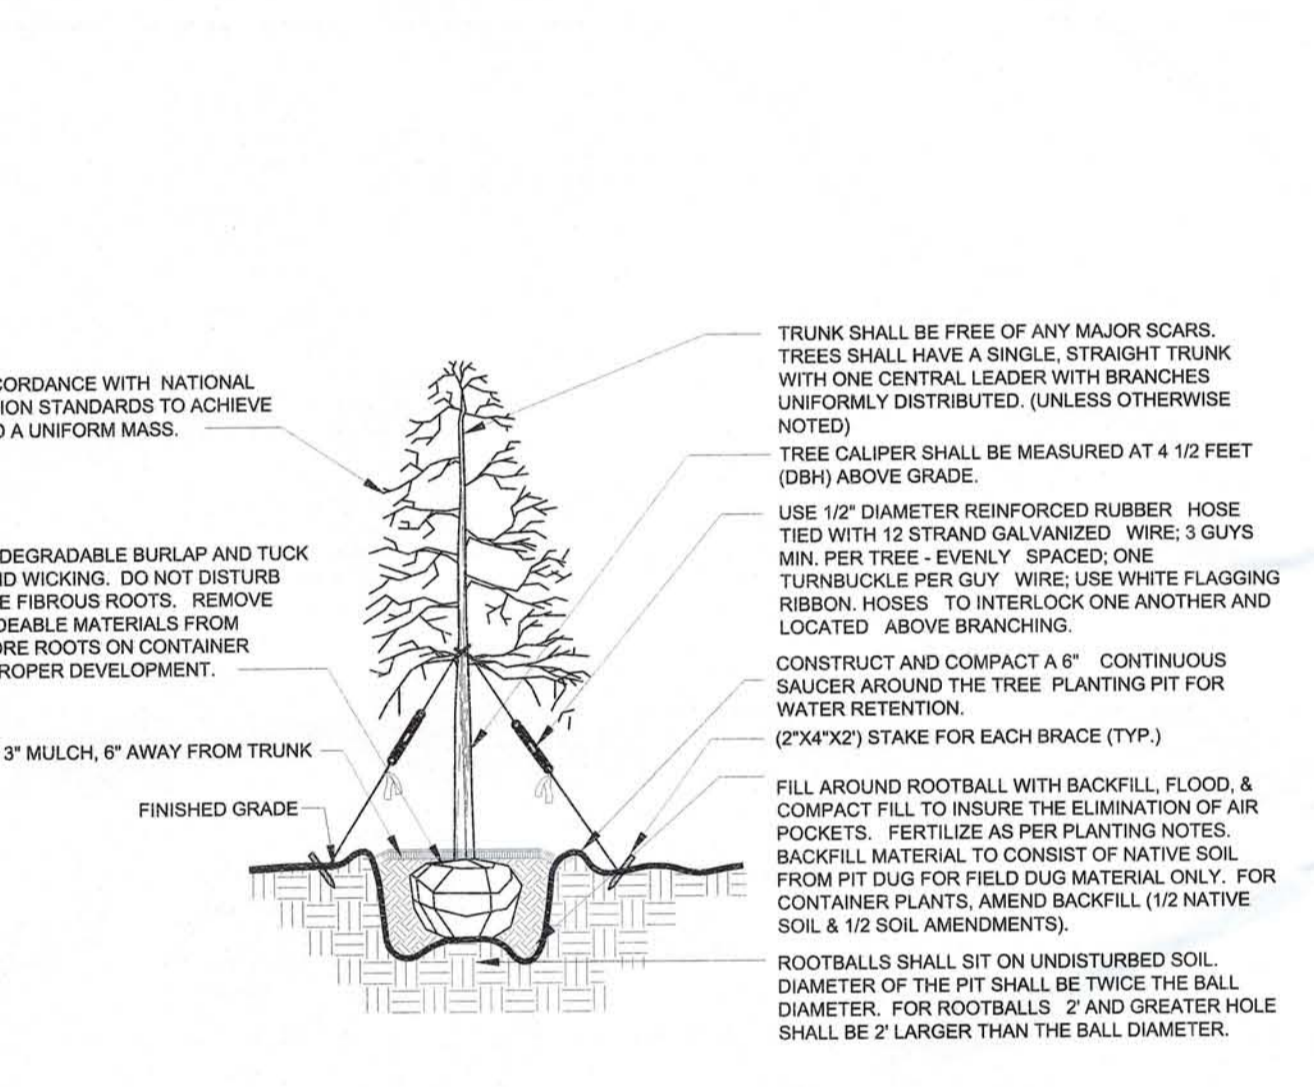 CORDANCE WITH NATIONAL
ION STANDARDS TO ACHIEVE
A UNIFORM MASS.
DEGRADABLE BURLAP AND TUCK
WICKING. DO NOT DISTURB
FIBROUS ROOTS. REMOVE
DEABLE MATERIALS FROM
ORE ROOTS ON CONTAINER
ROPER DEVELOPMENT.
3" MULCH, 6" AWAY FROM TRUNK
FINISHED GRADE
TRUNK SHALL BE FREE OF ANY MAJOR SCARS.
TREES SHALL HAVE A SINGLE, STRAIGHT TRUNK
WITH ONE CENTRAL LEADER WITH BRANCHES
UNIFORMLY DISTRIBUTED. (UNLESS OTHERWISE
NOTED)
TREE CALIPER SHALL BE MEASURED AT 4 1/2 FEET
(DBH) ABOVE GRADE.
USE 1/2" DIAMETER REINFORCED RUBBER HOSE
TIED WITH 12 STRAND GALVANIZED WIRE; 3 GUYS
MIN. PER TREE - EVENLY SPACED; ONE
TURNBUCKLE PER GUY WIRE; USE WHITE FLAGGING
RIBBON. HOSES TO INTERLOCK ONE ANOTHER AND
LOCATED ABOVE BRANCHING.
CONSTRUCT AND COMPACT A 6" CONTINUOUS
SAUCER AROUND THE TREE PLANTING PIT FOR
WATER RETENTION.
(2"X4"X2') STAKE FOR EACH BRACE (TYP.)
FILL AROUND ROOTBALL WITH BACKFILL, FLOOD, &
COMPACT FILL TO INSURE THE ELIMINATION OF AIR
POCKETS. FERTILIZE AS PER PLANTING NOTES.
BACKFILL MATERIAL TO CONSIST OF NATIVE SOIL
FROM PIT DUG FOR FIELD DUG MATERIAL ONLY. FOR
CONTAINER PLANTS, AMEND BACKFILL (1/2 NATIVE
SOIL & 1/2 SOIL AMENDMENTS).
ROOTBALLS SHALL SIT ON UNDISTURBED SOIL.
DIAMETER OF THE PIT SHALL BE TWICE THE BALL
DIAMETER. FOR ROOTBALLS 2' AND GREATER HOLE
SHALL BE 2' LARGER THAN THE BALL DIAMETER.